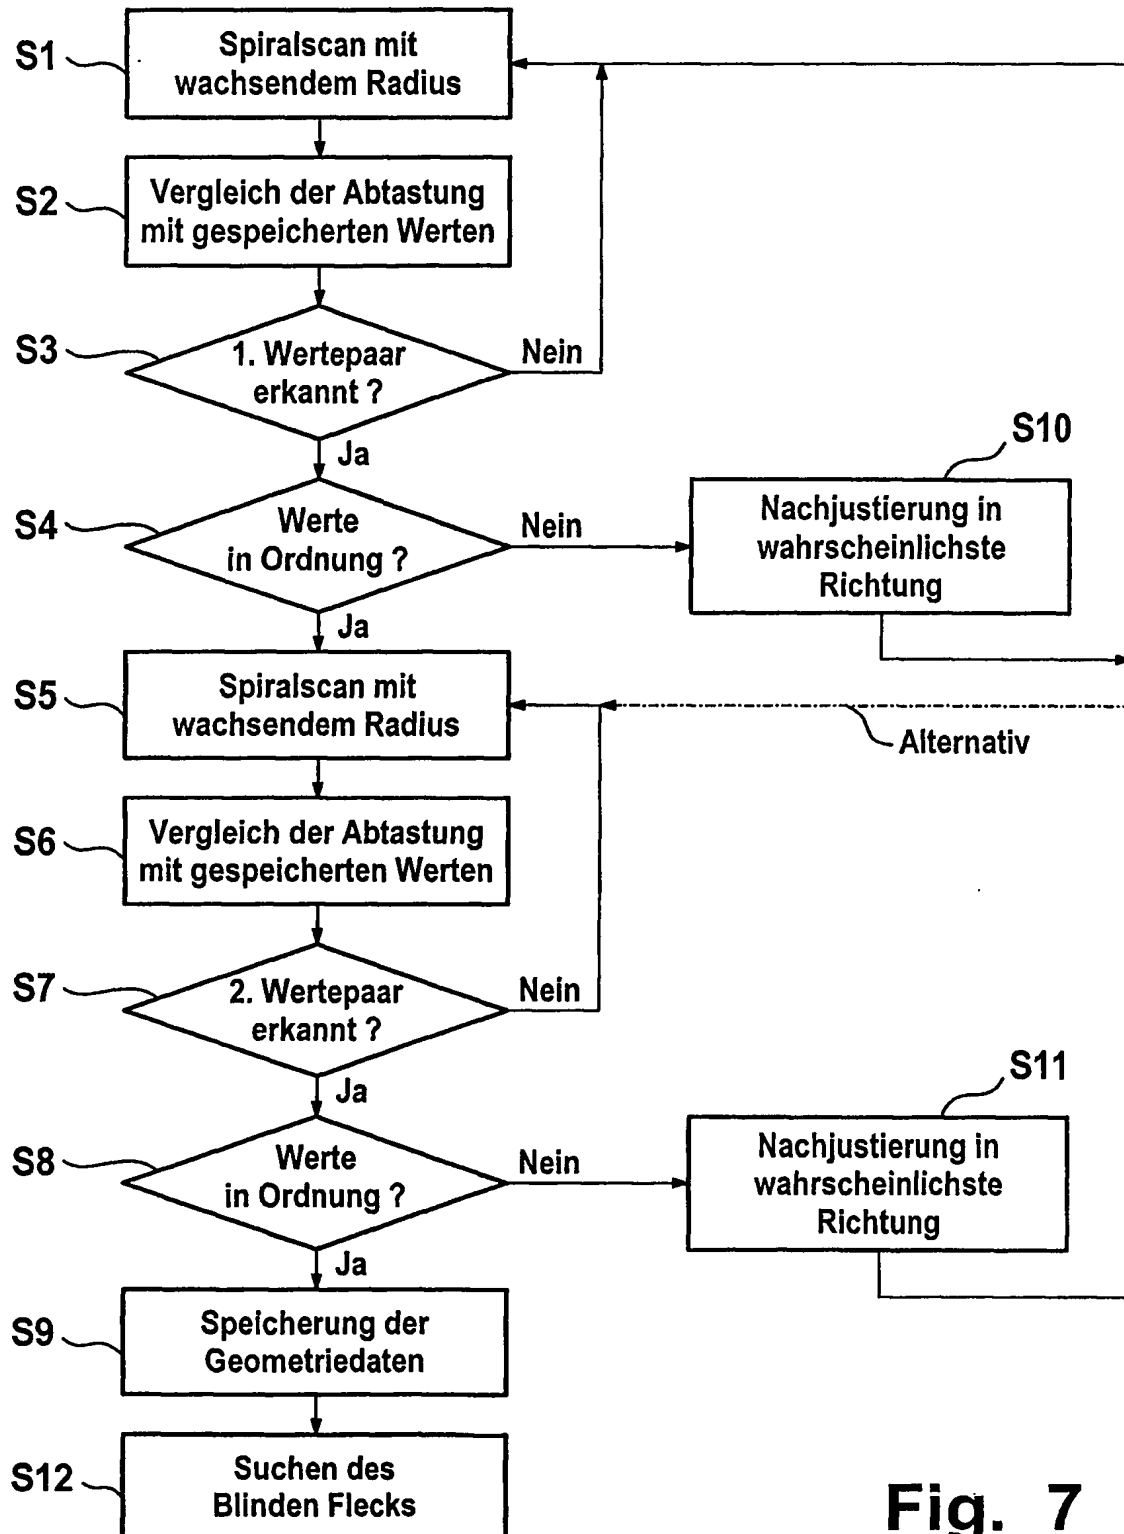 S1
Spiralscan mit
wachsendem Radius
S2
Vergleich der Abtastung
mit gespeicherten Werten
S3
1. Wertepaar
erkannt ?
Nein
Ja
S4
Werte
in Ordnung ?
Nein
S10
Nachjustierung in
wahrscheinlichste
Richtung
Ja
S5
Spiralscan mit
wachsendem Radius
Alternativ
S6
Vergleich der Abtastung
mit gespeicherten Werten
S7
2. Wertepaar
erkannt ?
Nein
Ja
S8
Werte
in Ordnung ?
Nein
S11
Nachjustierung in
wahrscheinlichste
Richtung
Ja
S9
Speicherung der
Geometriedaten
S12
Suchen des
Blinden Flecks
Fig. 7